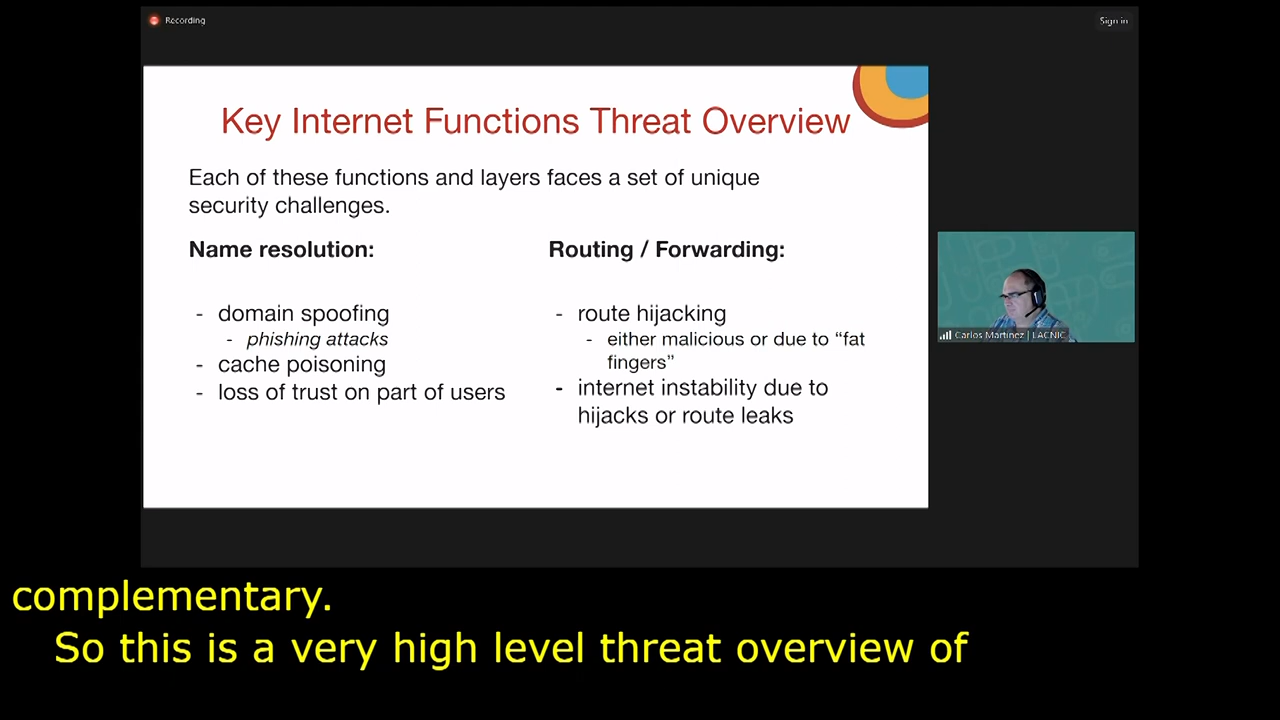 Recording
Sign in
Key Internet Functions Threat Overview
Each of these functions and layers faces a set of unique
security challenges.
Name resolution:
- domain spoofing
- phishing attacks
- cache poisoning
- loss of trust on part of users
Routing / Forwarding:
- route hijacking
- either malicious or due to “fat
fingers”
- internet instability due to
hijacks or route leaks
Carlos Martinez | LACNIC
complementary.
So this is a very high level threat overview of